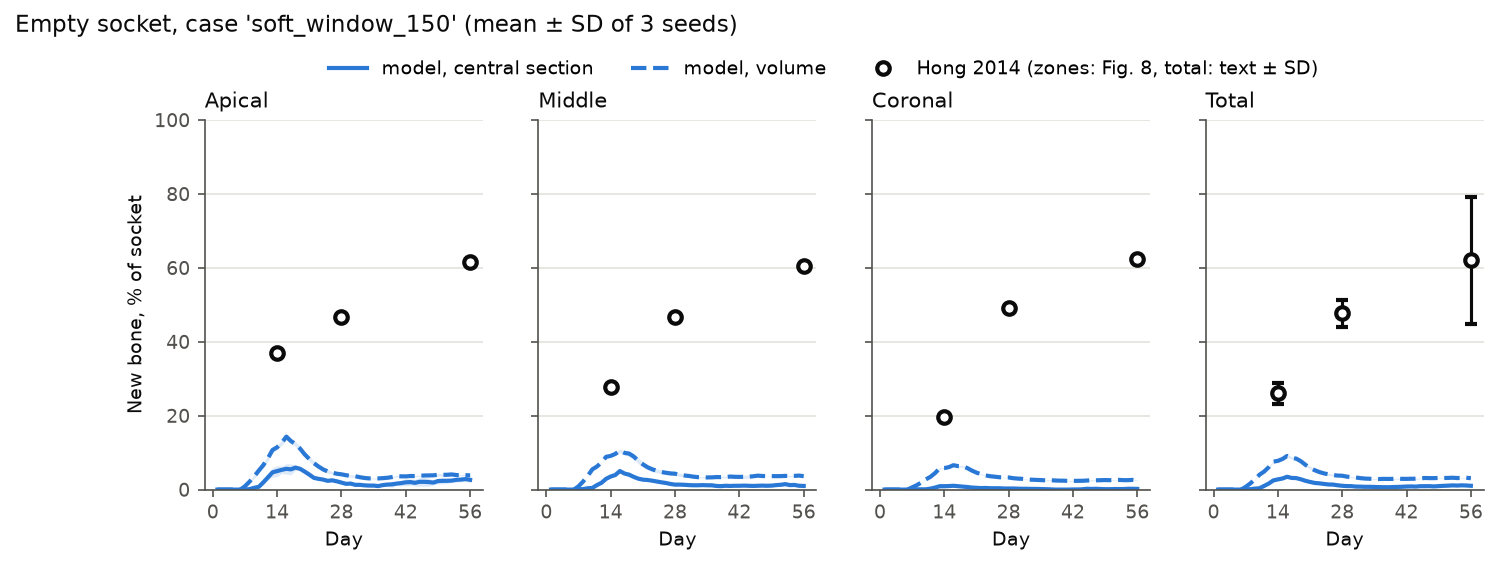 Empty socket, case 'soft_window_150' (mean ± SD of 3 seeds)
model, central section model, volume Hong 2014 (zones: Fig. 8, total: text ± SD)
Apical Middle Coronal Total
New bone, % of socket
100
80
60
40
20
0
0 14 28 42 56 0 14 28 42 56 0 14 28 42 56 0 14 28 42 56
Day Day Day Day